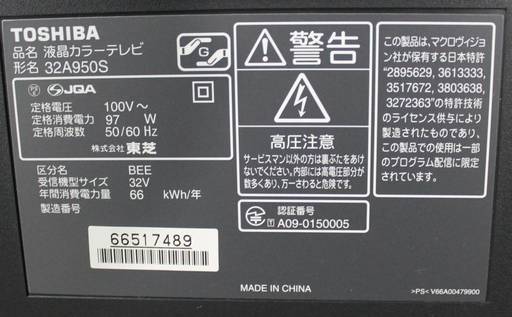 TOSHIBA
品名 液晶カラーテレビ
形名 32A950S
G
JQA
定格電圧 100V～
定格消費電力 97 W
定格周波数 50/60 Hz
株式会社 東芝
区分名 BEE
受信機型サイズ 32V
年間消費電力量 66 kWh/年
製造番号
66517489
警告
高圧注意
サービスマン以外の方は裏ぶたをあけ
ないでください。内部には高電圧部分が
数多くあり、万一さわると危険です。
認証番号
T A09-0150005
MADE IN CHINA
この製品は、マクロヴィジョ
ン社が保有する日本特許
"2895629、3613333、
3517672、3803638、
3272363"の特許技術
のライセンス供与により
製造されたものです。こ
の製品での使用は一部
のプログラム配信に限定
されています。
>PS< V66A00479900